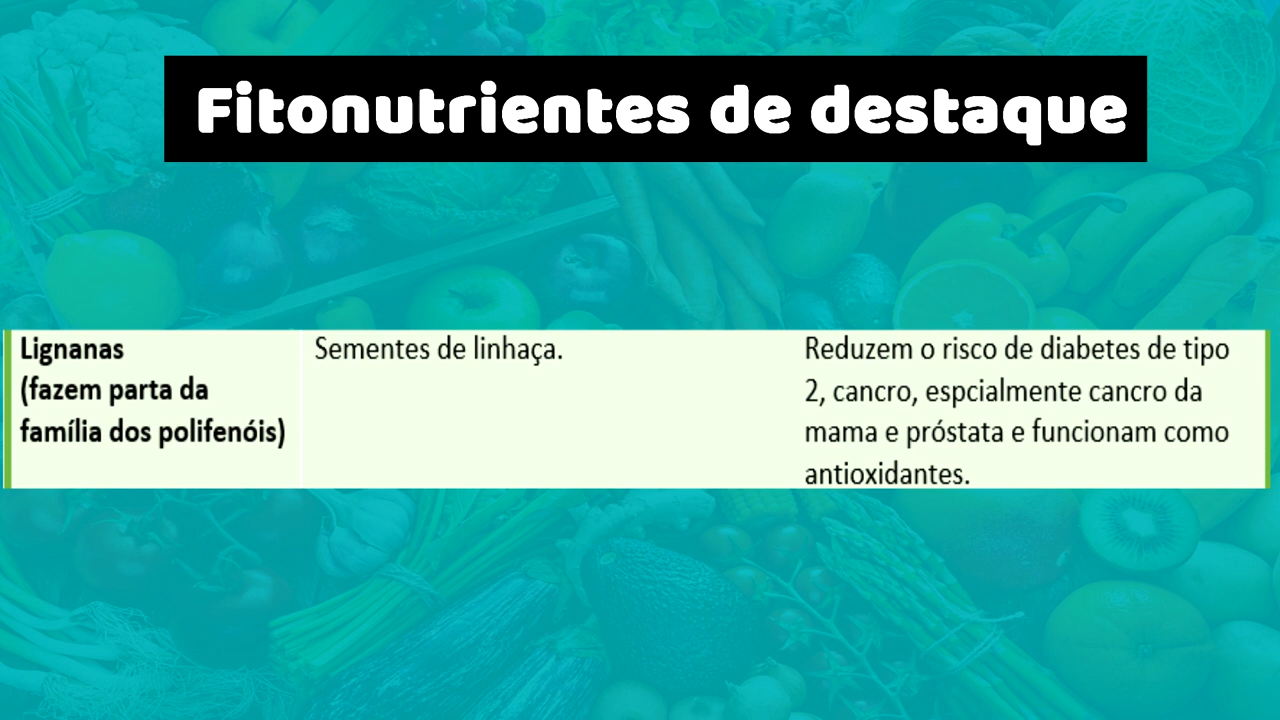 Fitonutrientes de destaque
Lignanas
(fazem parta da
família dos polifenóis)
Sementes de linhaça.
Reduzem o risco de diabetes de tipo
2, cancro, espcialmente cancro da
mama e próstata e funcionam como
antioxidantes.